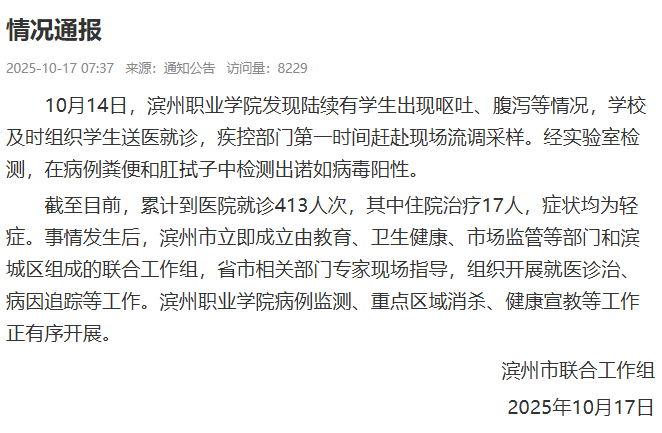 情况通报
2025-10-17 07:37 来源：通知公告 访问量：8229
10月14日，滨州职业学院发现陆续有学生出现呕吐、腹泻等情况，学校
及时组织学生送医就诊，疾控部门第一时间赶赴现场流调采样。经实验室检
测，在病例粪便和肛拭子中检测出诺如病毒阳性。
截至目前，累计到医院就诊413人次，其中住院治疗17人，症状均为轻
症。事情发生后，滨州市立即成立由教育、卫生健康、市场监管等部门和滨
城区组成的联合工作组，省市相关部门专家现场指导，组织开展就医诊治、
病因追踪等工作。滨州职业学院病例监测、重点区域消杀、健康宣教等工作
正有序开展。
滨州市联合工作组
2025年10月17日